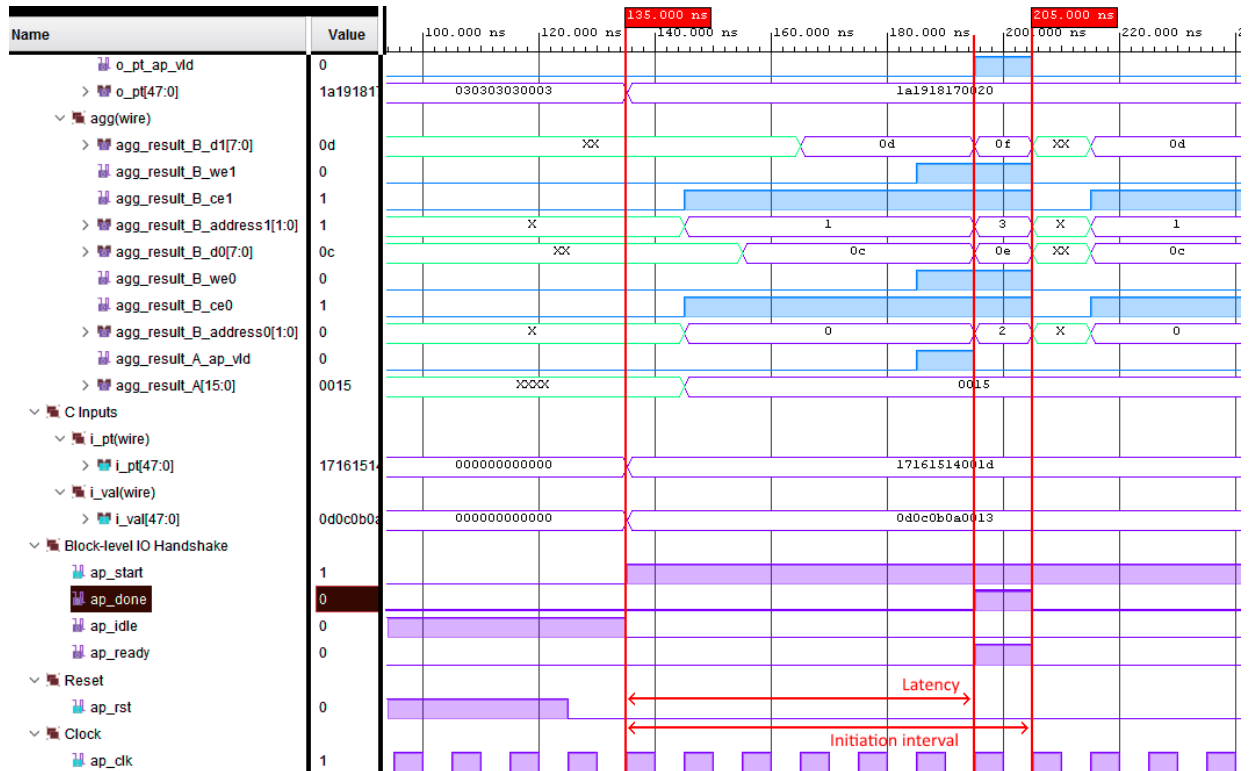 Name Value
135.000 ns 205.000 ns
100.000 ns 120.000 ns 140.000 ns 160.000 ns 180.000 ns 200.000 ns 220.000 ns
o_pt_ap_vld 0
o_pt[47:0] 1a19181 030303030003 1a1918170020
agg(wire)
agg_result_B_d1[7:0] 0d XX 0d 0f XX 0d
agg_result_B_we1 0
agg_result_B_ce1 1
agg_result_B_address1[1:0] 1 X 1 3 X 1
agg_result_B_d0[7:0] 0c XX 0c 0e XX 0c
agg_result_B_we0 0
agg_result_B_ce0 1
agg_result_B_address0[1:0] 0 X 0 2 X 0
agg_result_A_ap_vld 0
agg_result_A[15:0] 0015 XXXX 0015
C Inputs
i_pt(wire)
i_pt[47:0] 17161514 000000000000 17161514001d
i_val(wire)
i_val[47:0] 0d0c0b0a 000000000000 0d0c0b0a0013
Block-level IO Handshake
ap_start 1
ap_done 0
ap_idle 0
ap_ready 0
Reset
Latency
ap_rst 0
Clock
Initiation interval
ap_clk 1